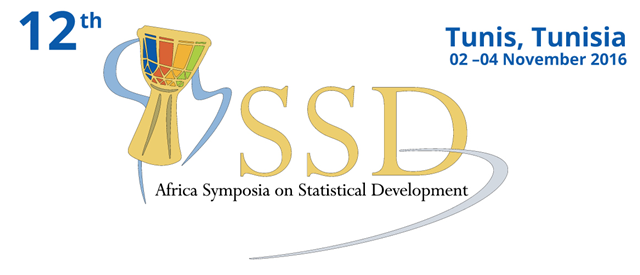 12th
Tunis, Tunisia
02 –04 November 2016
SSD
Africa Symposia on Statistical Development